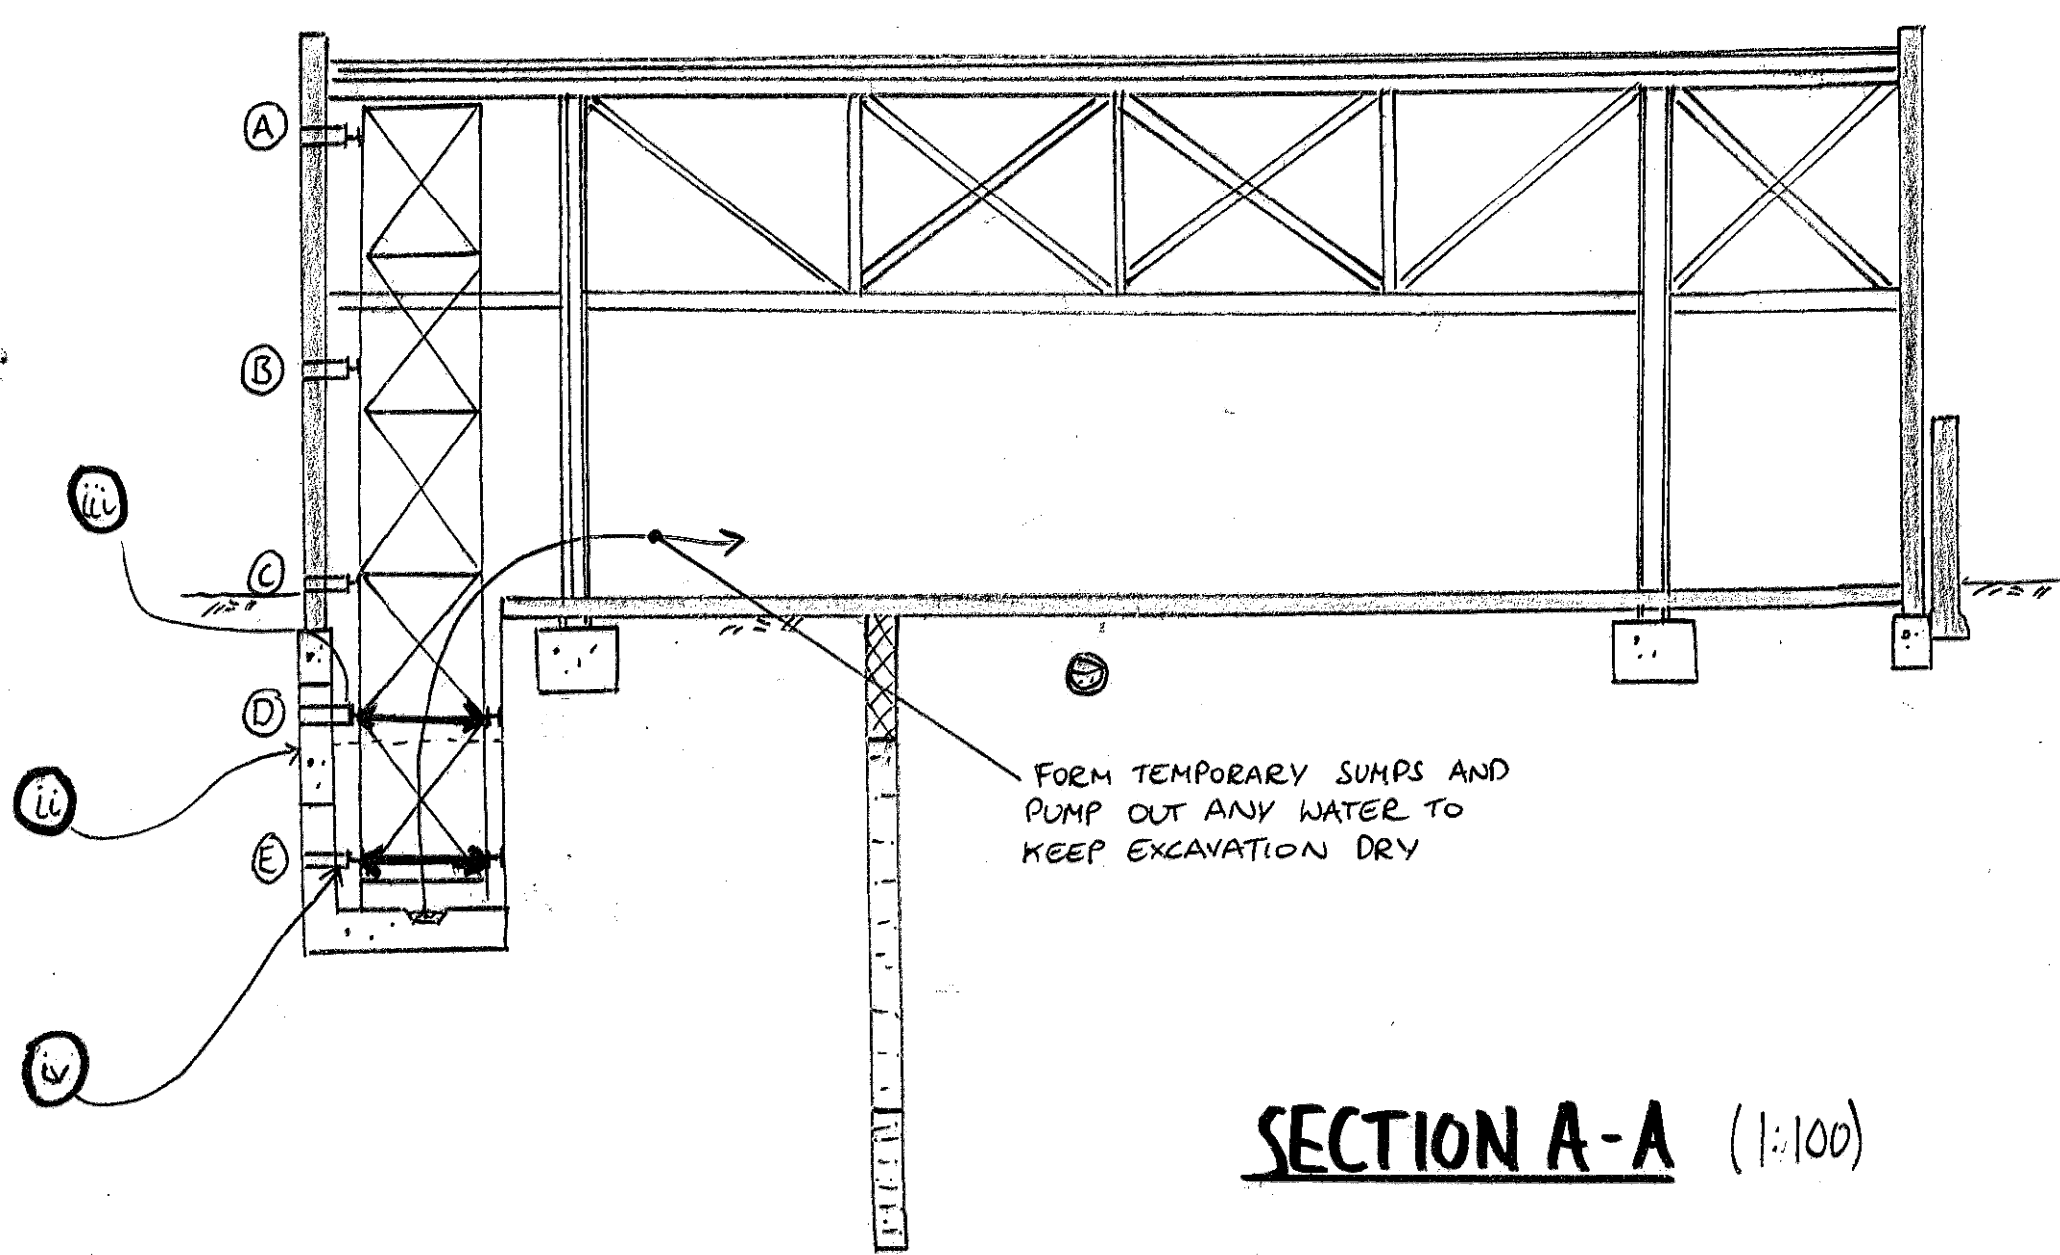 A
B
iii
C
D
ii
E
iv
FORM TEMPORARY SUMPS AND
PUMP OUT ANY WATER TO
KEEP EXCAVATION DRY
SECTION A-A (1:100)